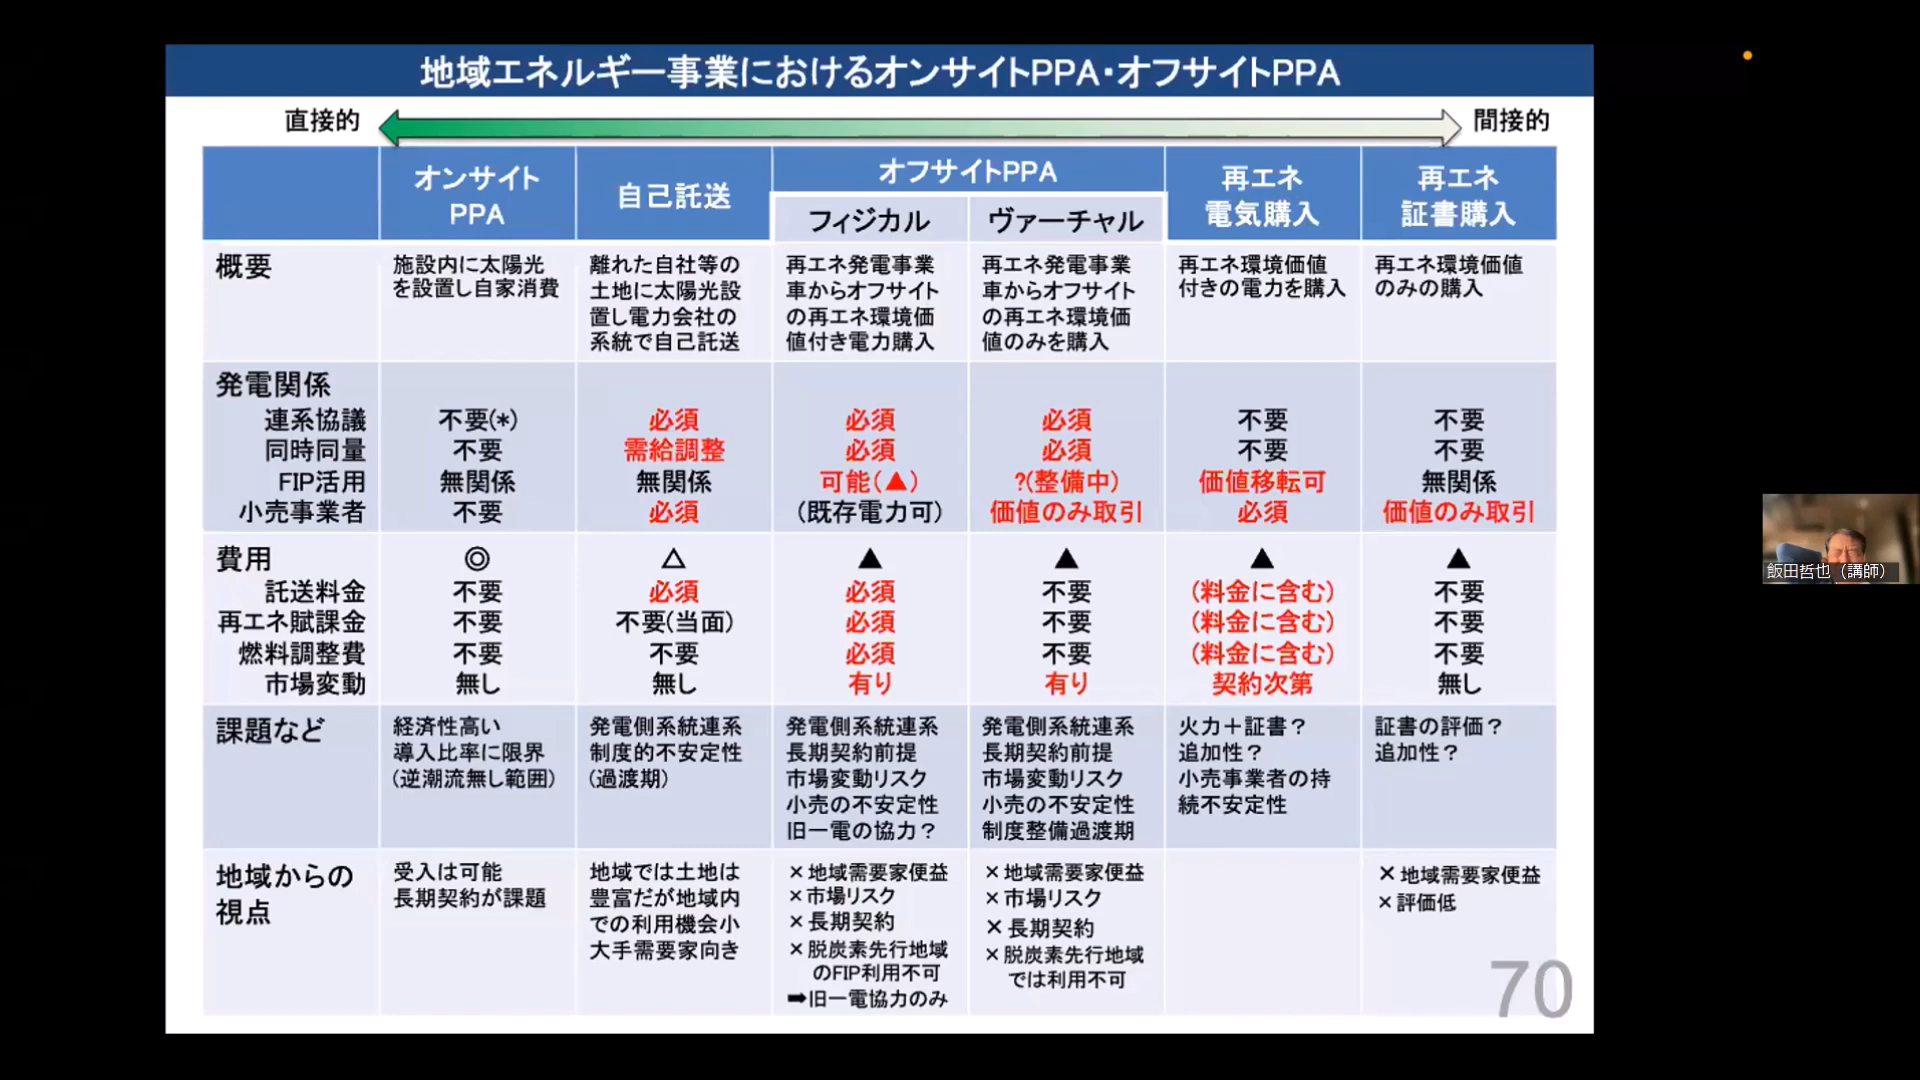 地域エネルギー事業におけるオンサイトPPA・オフサイトPPA
直接的
間接的
オンサイト
PPA
自己託送
オフサイトPPA
フィジカル
ヴァーチャル
再エネ
電気購入
再エネ
証書購入
概要
施設内に太陽光
を設置し自家消費
離れた自社等の
土地に太陽光設
置し電力会社の
系統で自己託送
再エネ発電事業
車からオフサイト
の再エネ環境価
値付き電力購入
再エネ発電事業
車からオフサイト
の再エネ環境価
値のみを購入
再エネ環境価値
付きの電力を購入
再エネ環境価値
のみの購入
発電関係
連系協議 不要(*) 必須 必須 必須 不要 不要
同時同量 不要 需給調整 必須 必須 不要 不要
FIP活用 無関係 無関係 可能(▲) ?(整備中) 価値移転可 無関係
小売事業者 不要 必須 (既存電力可) 価値のみ取引 必須 価値のみ取引
費用 ◎ △ ▲ ▲ ▲ ▲
託送料金 不要 必須 必須 不要 (料金に含む) 不要
再エネ賦課金 不要 不要(当面) 必須 不要 (料金に含む) 不要
燃料調整費 不要 不要 必須 不要 (料金に含む) 不要
市場変動 無し 無し 有り 有り 契約次第 無し
課題など
経済性高い
導入比率に限界
(逆潮流無し範囲)
発電側系統連系
制度的不安定性
(過渡期)
発電側系統連系
長期契約前提
市場変動リスク
小売の不安定性
旧一電の協力？
発電側系統連系
長期契約前提
市場変動リスク
小売の不安定性
制度整備過渡期
火力＋証書？
追加性？
小売事業者の持
続不安定性
証書の評価？
追加性？
地域からの
視点
受入は可能
長期契約が課題
地域では土地は
豊富だが地域内
での利用機会小
大手需要家向き
×地域需要家便益
×市場リスク
×長期契約
×脱炭素先行地域
のFIP利用不可
➡旧一電協力のみ
×地域需要家便益
×市場リスク
×長期契約
×脱炭素先行地域
では利用不可
×地域需要家便益
×評価低
70
飯田哲也（講師）